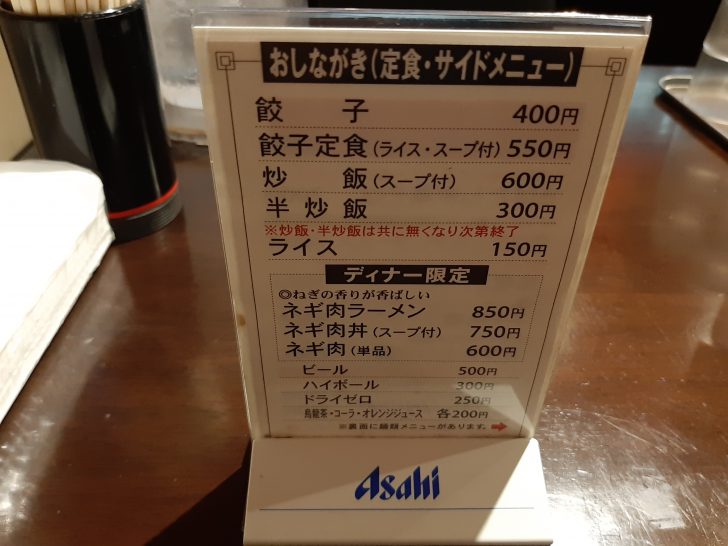 おしながき(定食・サイドメニュー)
餃子 400円
餃子定食(ライス・スープ付) 550円
炒飯(スープ付) 600円
半炒飯 300円
※炒飯・半炒飯は共に無くなり次第終了
ライス 150円
ディナー限定
◎ねぎの香りが香ばしい
ネギ肉ラーメン 850円
ネギ肉丼(スープ付) 750円
ネギ肉(単品) 600円
ビール 500円
ハイボール 300円
ドライゼロ 250円
烏龍茶・コーラ・オレンジジュース 各200円
※裏面に麺類メニューがあります。➡
Asahi